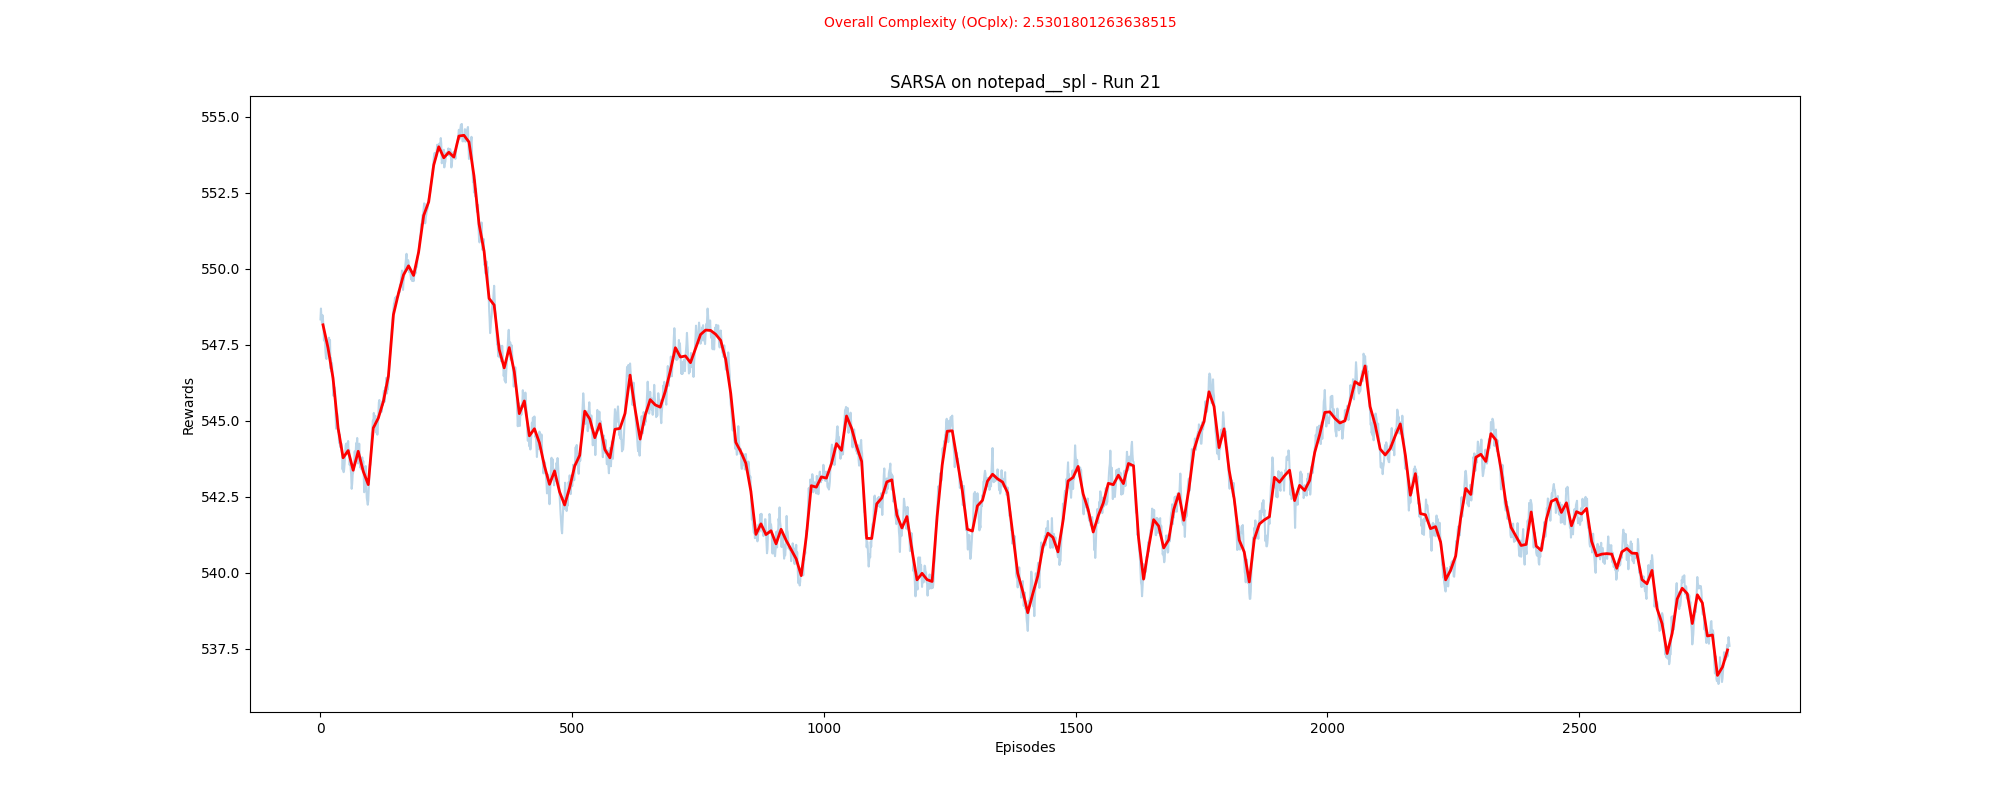 Overall Complexity (OCplx): 2.5301801263638515
SARSA on notepad__spl - Run 21
555.0
552.5
550.0
547.5
545.0
542.5
540.0
537.5
Rewards
0 500 1000 1500 2000 2500
Episodes